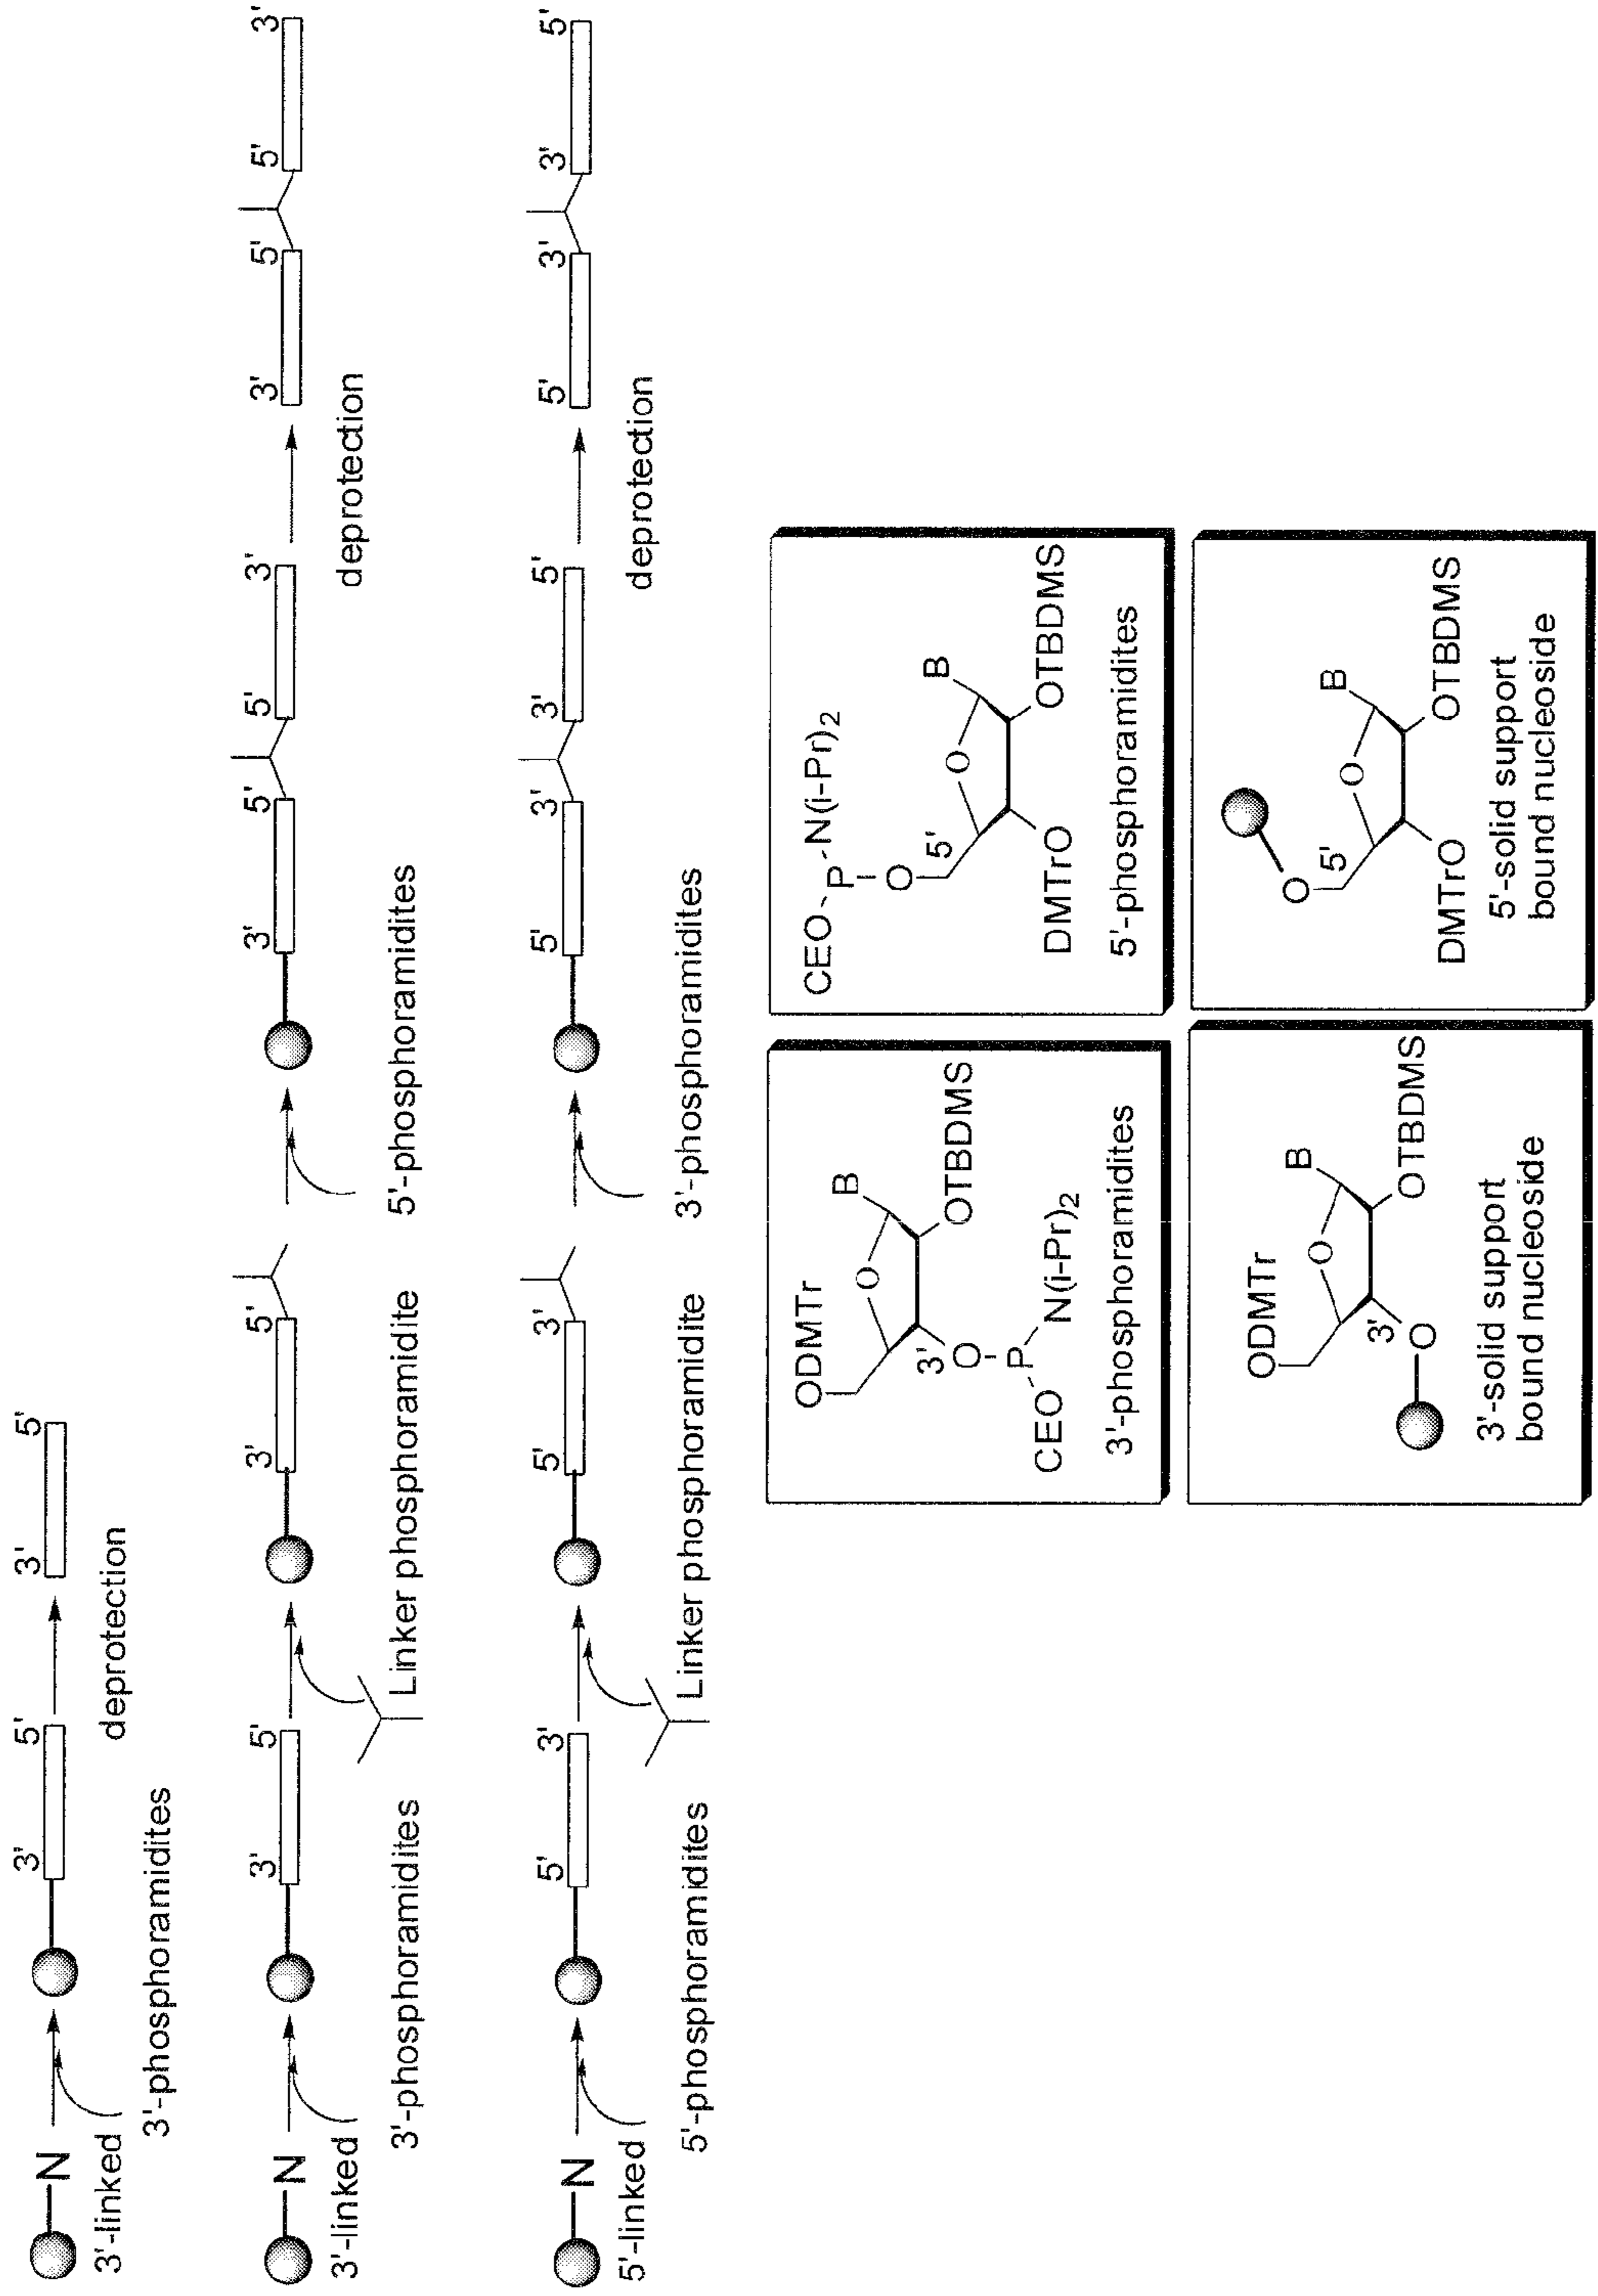 3' 5' 3' 5'
N
3'-linked
3'-phosphoramidites
deprotection
3' 5' 3' 5' 3' 5' 5' 3' 3' 5' 5' 3'
N
3'-linked
3'-phosphoramidites
Linker phosphoramidite
5'-phosphoramidites
deprotection
5' 3' 5' 3' 5' 3' 3' 5' 5' 3' 3' 5'
N
5'-linked
5'-phosphoramidites
Linker phosphoramidite
3'-phosphoramidites
deprotection
ODMTr
B
O
3'
O
OTBDMS
P
CEO
N(i-Pr)2
3'-phosphoramidites
CEO
P
N(i-Pr)2
O
5'
B
O
DMTrO
OTBDMS
5'-phosphoramidites
ODMTr
B
O
3'
O
OTBDMS
3'-solid support
bound nucleoside
O
5'
B
O
DMTrO
OTBDMS
5'-solid support
bound nucleoside